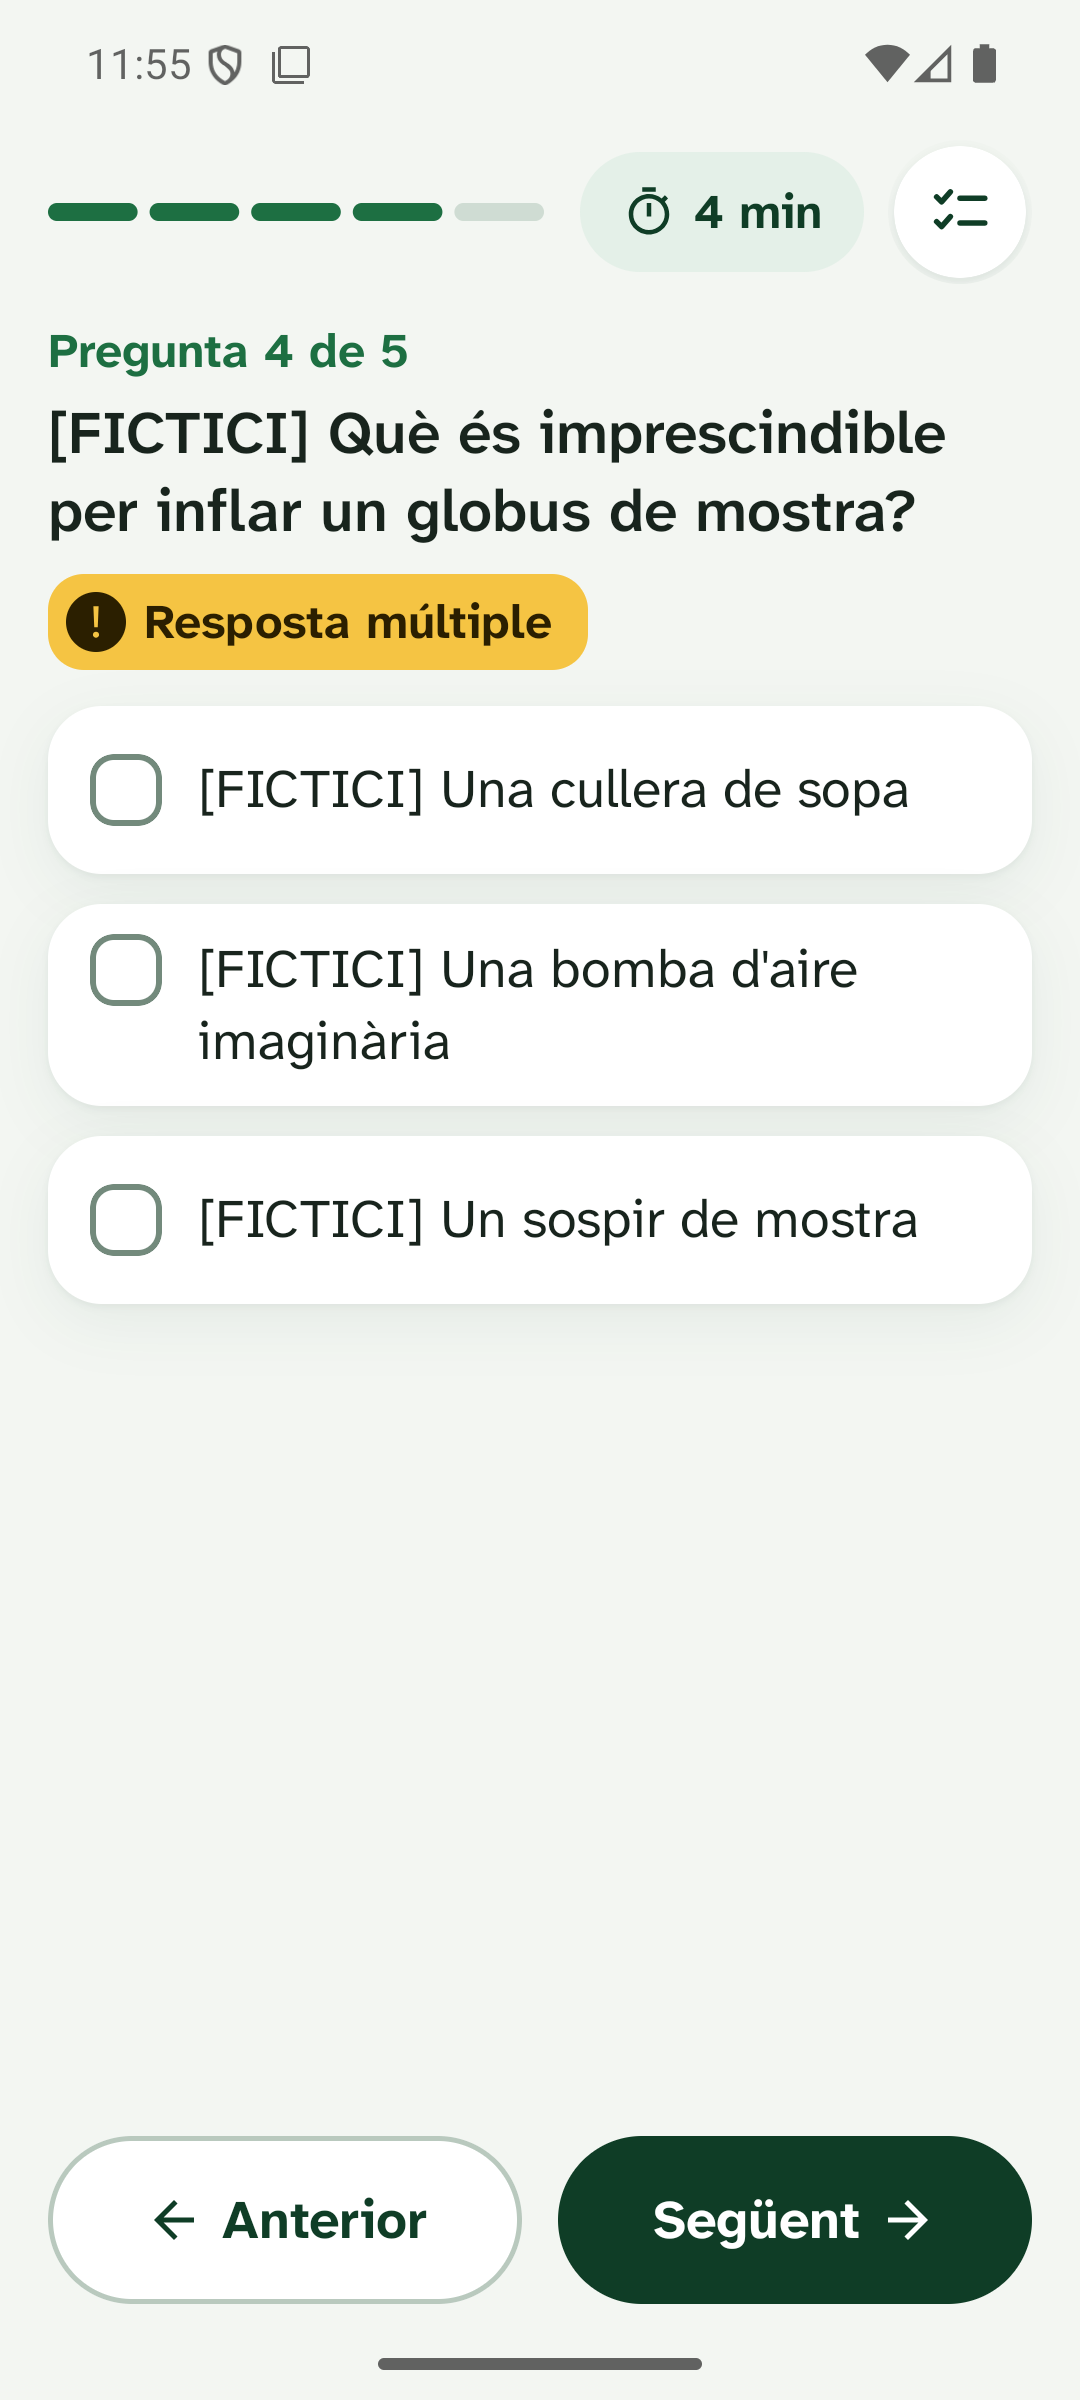 11:55
4 min
Pregunta 4 de 5
[FICTICI] Què és imprescindible
per inflar un globus de mostra?
! Resposta múltiple
[FICTICI] Una cullera de sopa
[FICTICI] Una bomba d'aire
imaginària
[FICTICI] Un sospir de mostra
Anterior
Següent